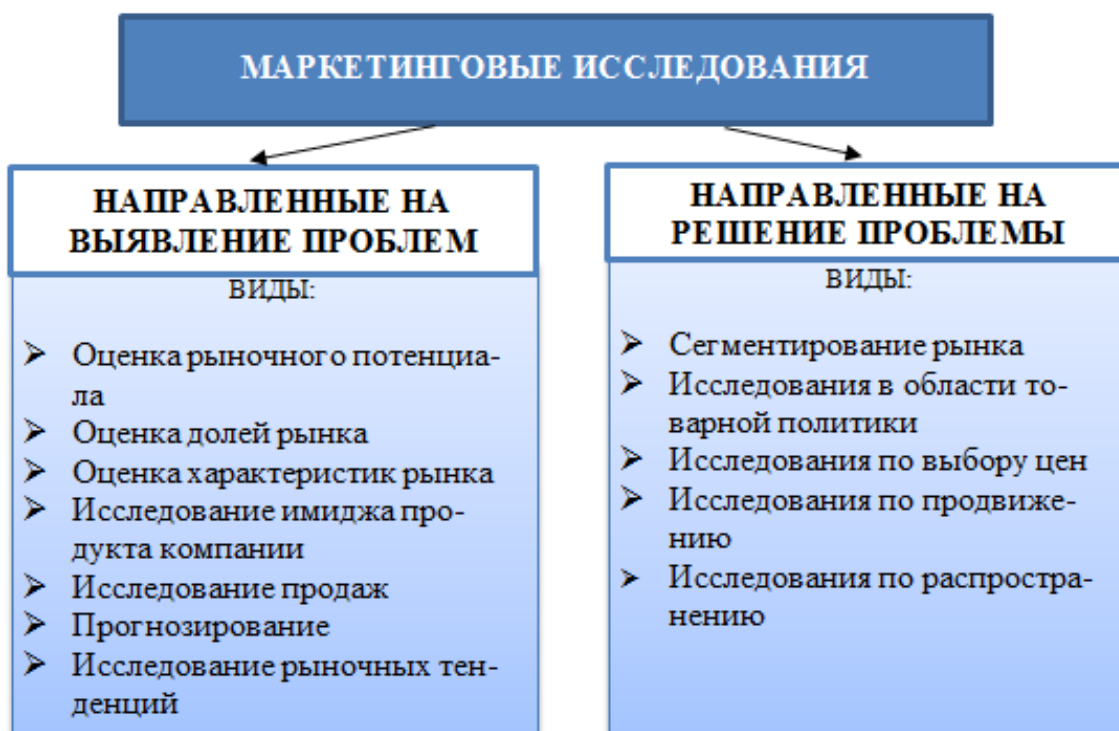 МАРКЕТИНГОВЫЕ ИССЛЕДОВАНИЯ
НАПРАВЛЕННЫЕ НА
ВЫЯВЛЕНИЕ ПРОБЛЕМ
ВИДЫ:
Оценка рыночного потенциа-
ла
Оценка долей рынка
Оценка характеристик рынка
Исследование имиджа про-
дукта компании
Исследование продаж
Прогнозирование
Исследование рыночных тен-
денций
НАПРАВЛЕННЫЕ НА
РЕШЕНИЕ ПРОБЛЕМЫ
ВИДЫ:
Сегментирование рынка
Исследования в области то-
варной политики
Исследования по выбору цен
Исследования по продвиже-
нию
Исследования по распростра-
нению